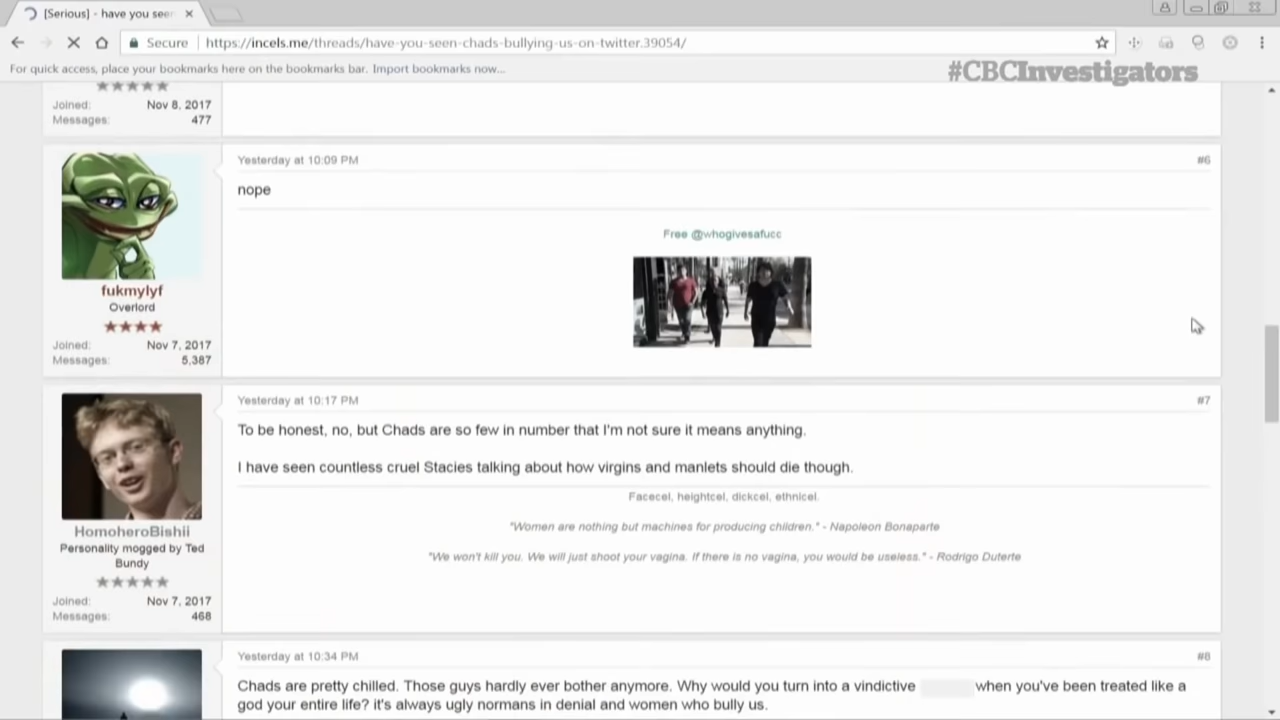 [Serious] - have you seen
Secure
https://incels.me/threads/have-you-seen-chads-bullying-us-on-twitter.39054/
For quick access, place your bookmarks here on the bookmarks bar. Import bookmarks now...
#CBCInvestigators
Joined: Nov 8, 2017
Messages: 477
Yesterday at 10:09 PM #6
nope
Free @whogivesafucc
fukmylyf
Overlord
Joined: Nov 7, 2017
Messages: 5,387
Yesterday at 10:17 PM #7
To be honest, no, but Chads are so few in number that I'm not sure it means anything.
I have seen countless cruel Stacies talking about how virgins and manlets should die though.
Facecel, heightcel, dickcel, ethnicel.
"Women are nothing but machines for producing children." - Napoleon Bonaparte
"We won't kill you. We will just shoot your vagina. If there is no vagina, you would be useless." - Rodrigo Duterte
HomoheroBishii
Personality mogged by Ted
Bundy
Joined: Nov 7, 2017
Messages: 468
Yesterday at 10:34 PM #8
Chads are pretty chilled. Those guys hardly ever bother anymore. Why would you turn into a vindictive when you've been treated like a
god your entire life? it's always ugly normans in denial and women who bully us.